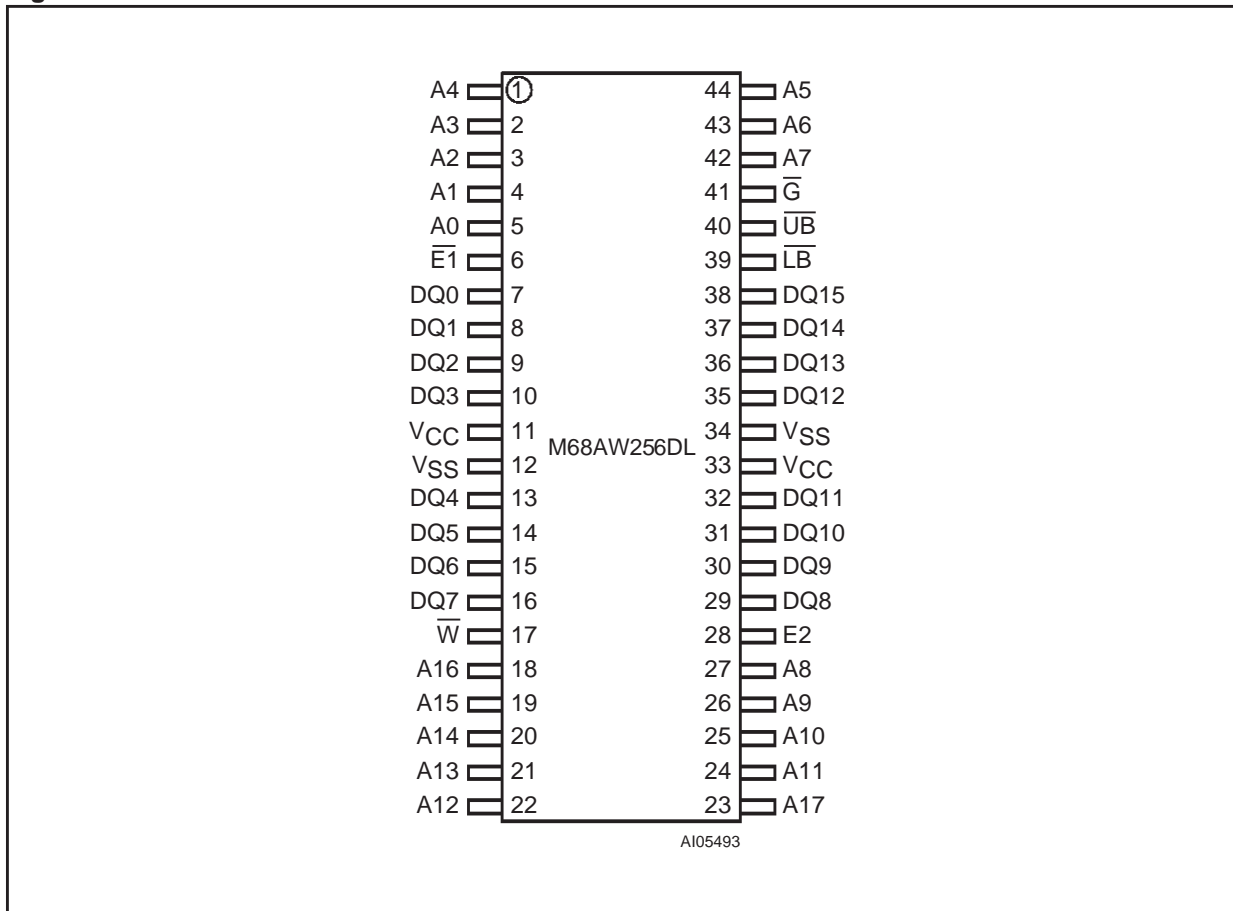 A4 1 44 A5
A3 2 43 A6
A2 3 42 A7
A1 4 41 G̅
A0 5 40 U̅B̅
E̅1̅ 6 39 L̅B̅
DQ0 7 38 DQ15
DQ1 8 37 DQ14
DQ2 9 36 DQ13
DQ3 10 35 DQ12
VCC 11 34 VSS
M68AW256DL
VSS 12 33 VCC
DQ4 13 32 DQ11
DQ5 14 31 DQ10
DQ6 15 30 DQ9
DQ7 16 29 DQ8
W̅ 17 28 E2
A16 18 27 A8
A15 19 26 A9
A14 20 25 A10
A13 21 24 A11
A12 22 23 A17
AI05493